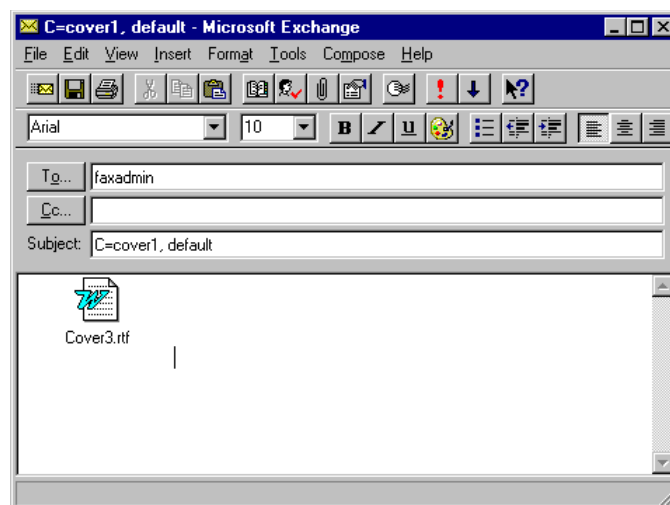 C=cover1, default - Microsoft Exchange
File Edit View Insert Format Tools Compose Help
Arial 10 B I U
To... faxadmin
Cc...
Subject: C=cover1, default
W
Cover3.rtf